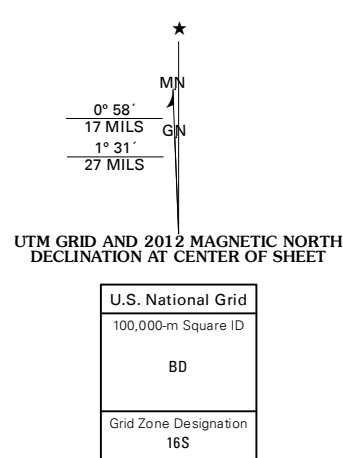 ★
MN
0° 58´
17 MILS
GN
1° 31´
27 MILS
UTM GRID AND 2012 MAGNETIC NORTH
DECLINATION AT CENTER OF SHEET
U.S. National Grid
100,000-m Square ID
BD
Grid Zone Designation
16S